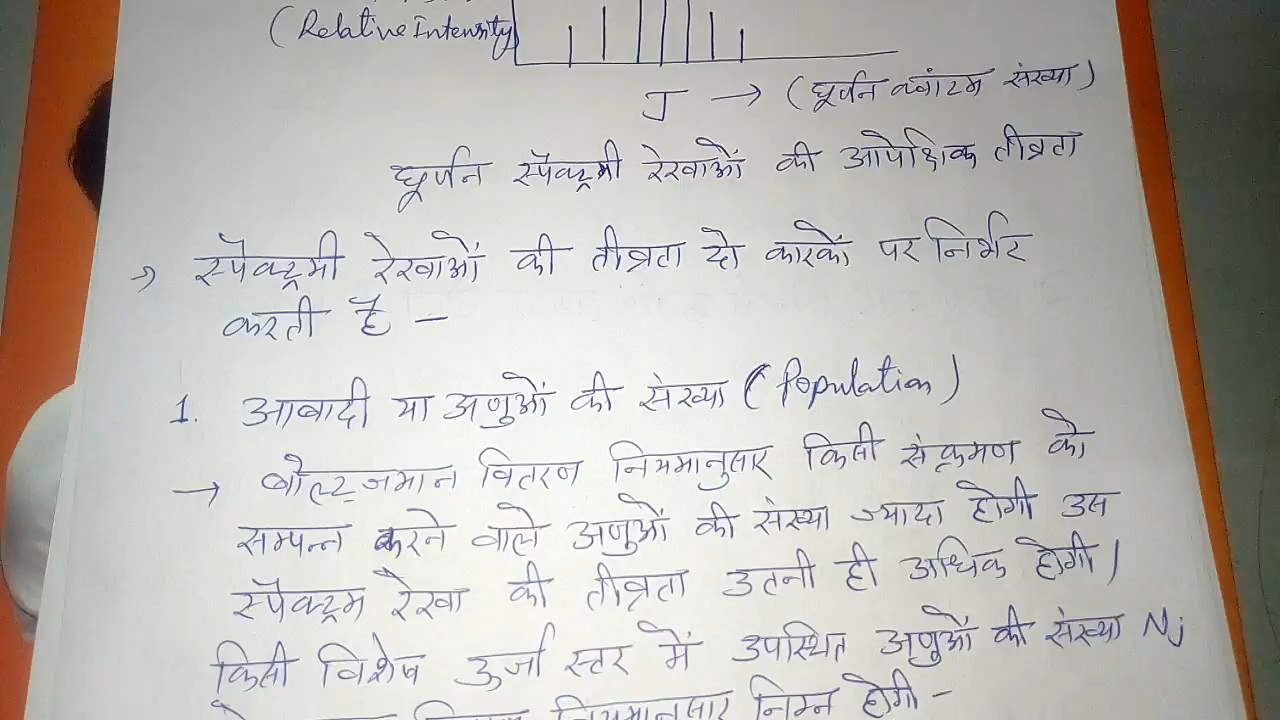 (Relative Intensity)
J → (घूर्णन क्वांटम संख्या)
घूर्णन स्पैक्ट्रमी रेखाओं की आपेक्षिक तीव्रता
→ स्पैक्ट्रमी रेखाओं की तीव्रता दो कारकों पर निर्भर
करती है –
1. आबादी या अणुओं की संख्या (Population)
→ बोल्ट्जमान वितरण नियमानुसार किसी संक्रमण को
सम्पन्न करने वाले अणुओं की संख्या ज्यादा होगी उस
स्पैक्ट्रम रेखा की तीव्रता उतनी ही अधिक होगी।
किसी विशेष ऊर्जा स्तर में उपस्थित अणुओं की संख्या Nj
नियमानुसार निम्न होगी –